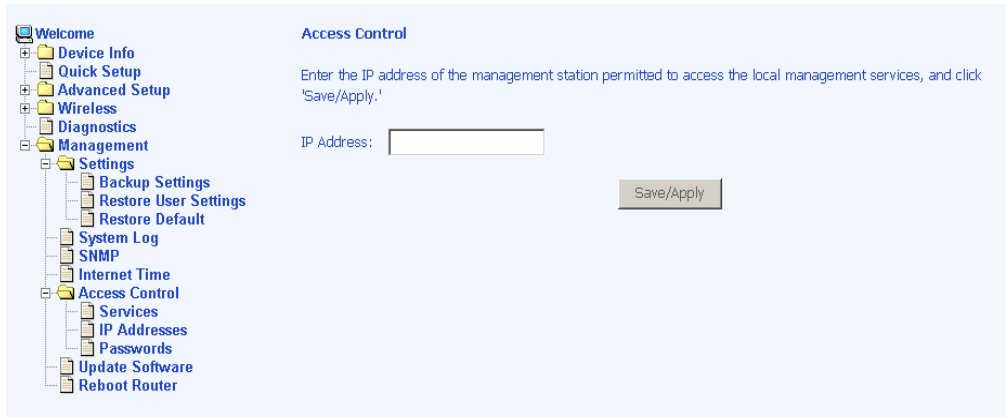 Welcome
Device Info
Quick Setup
Advanced Setup
Wireless
Diagnostics
Management
Settings
Backup Settings
Restore User Settings
Restore Default
System Log
SNMP
Internet Time
Access Control
Services
IP Addresses
Passwords
Update Software
Reboot Router
Access Control
Enter the IP address of the management station permitted to access the local management services, and click
'Save/Apply.'
IP Address:
Save/Apply